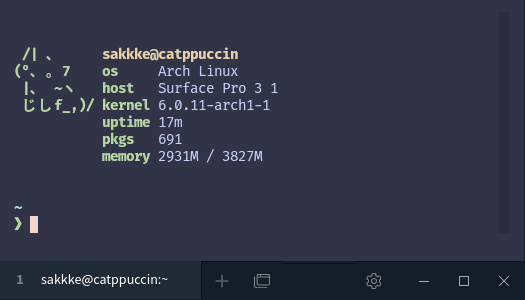 /| 、 sakkke@catppuccin
(°、 。7 os Arch Linux
|、 ~ヽ host Surface Pro 3 1
じしf_,)/ kernel 6.0.11-arch1-1
uptime 17m
pkgs 691
memory 2931M / 3827M
~
❯
1 sakkke@catppuccin:~